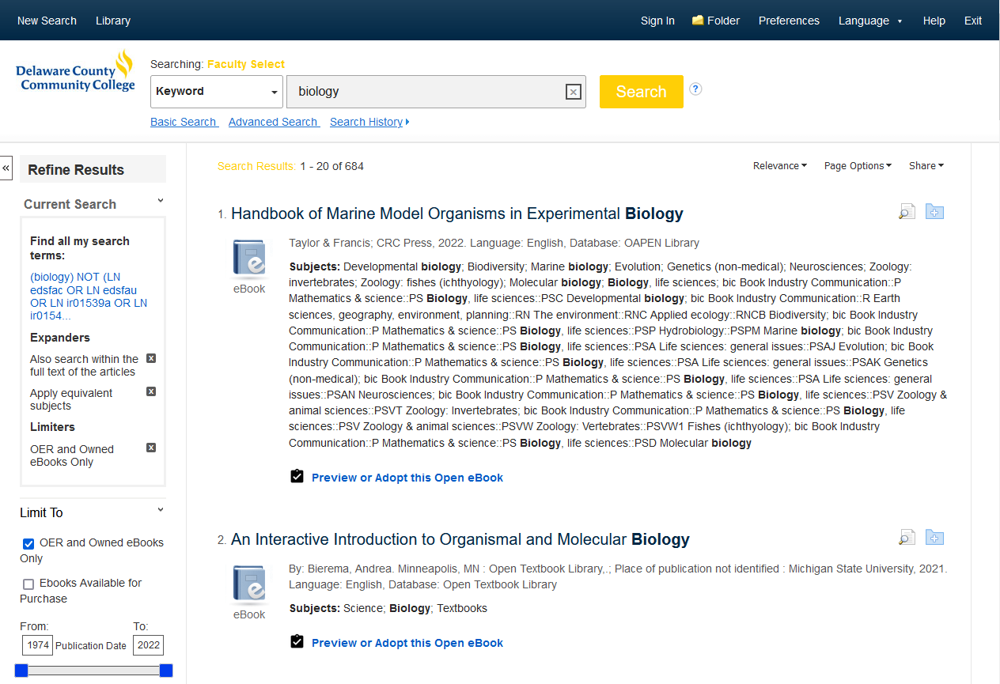 New Search Library Sign In Folder Preferences Language Help Exit
Delaware County
Community College
Searching: Faculty Select
Keyword biology Search ?
Basic Search Advanced Search Search History
« Refine Results
Current Search
Find all my search
terms:
(biology) NOT (LN
edsfac OR LN edsfau
OR LN ir01539a OR LN
ir0154...
Expanders
Also search within the
full text of the articles
Apply equivalent
subjects
Limiters
OER and Owned
eBooks Only
Limit To
OER and Owned eBooks
Only
Ebooks Available for
Purchase
From: To:
1974 Publication Date 2022
Search Results: 1 - 20 of 684 Relevance Page Options Share
1. Handbook of Marine Model Organisms in Experimental Biology
eBook
Taylor & Francis; CRC Press, 2022. Language: English, Database: OAPEN Library
Subjects: Developmental biology; Biodiversity; Marine biology; Evolution; Genetics (non-medical); Neurosciences; Zoology:
invertebrates; Zoology: fishes (ichthyology); Molecular biology; Biology, life sciences; bic Book Industry Communication::P
Mathematics & science::PS Biology, life sciences::PSC Developmental biology; bic Book Industry Communication::R Earth
sciences, geography, environment, planning::RN The environment::RNC Applied ecology::RNCB Biodiversity; bic Book Industry
Communication::P Mathematics & science::PS Biology, life sciences::PSP Hydrobiology::PSPM Marine biology; bic Book Industry
Communication::P Mathematics & science::PS Biology, life sciences::PSA Life sciences: general issues::PSAJ Evolution; bic Book
Industry Communication::P Mathematics & science::PS Biology, life sciences::PSA Life sciences: general issues::PSAK Genetics
(non-medical); bic Book Industry Communication::P Mathematics & science::PS Biology, life sciences::PSA Life sciences: general
issues::PSAN Neurosciences; bic Book Industry Communication::P Mathematics & science::PS Biology, life sciences::PSV Zoology &
animal sciences::PSVT Zoology: Invertebrates; bic Book Industry Communication::P Mathematics & science::PS Biology, life
sciences::PSV Zoology & animal sciences::PSVW Zoology: Vertebrates::PSVW1 Fishes (ichthyology); bic Book Industry
Communication::P Mathematics & science::PS Biology, life sciences::PSD Molecular biology
Preview or Adopt this Open eBook
2. An Interactive Introduction to Organismal and Molecular Biology
eBook
By: Bierema, Andrea. Minneapolis, MN : Open Textbook Library,.; Place of publication not identified : Michigan State University, 2021.
Language: English, Database: Open Textbook Library
Subjects: Science; Biology; Textbooks
Preview or Adopt this Open eBook